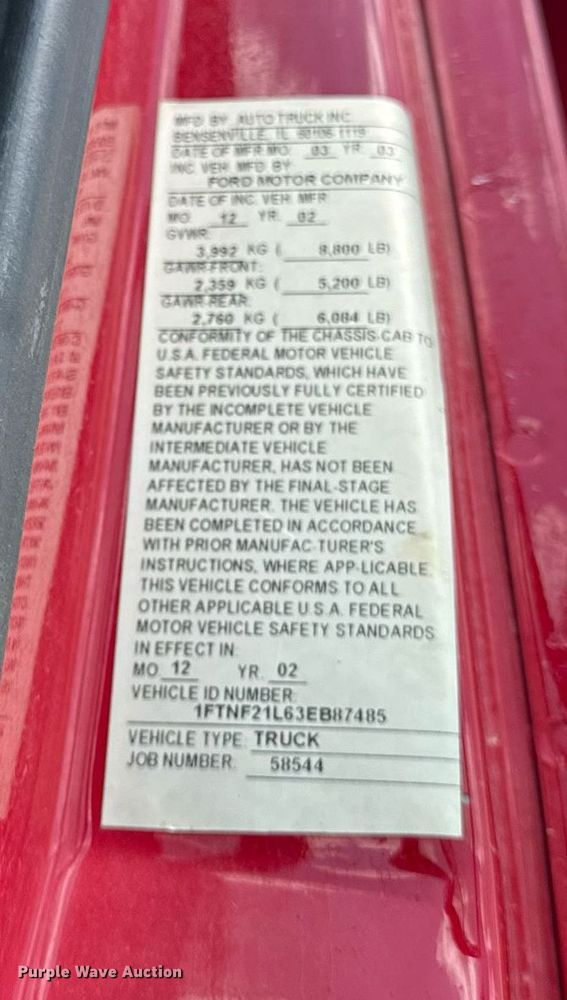 MFD BY AUTO TRUCK INC.
BENSENVILLE, IL 60106-1119
DATE OF MFR MO 03 YR 03
INC. VEH. MFD BY
FORD MOTOR COMPANY
DATE OF INC. VEH. MFR
MO 12 YR. 02
GVWR:
3,992 KG ( 8,800 LB)
GAWR-FRONT:
2,359 KG ( 5,200 LB)
GAWR-REAR:
2,760 KG ( 6,084 LB)
CONFORMITY OF THE CHASSIS-CAB TO
U.S.A. FEDERAL MOTOR VEHICLE
SAFETY STANDARDS, WHICH HAVE
BEEN PREVIOUSLY FULLY CERTIFIED
BY THE INCOMPLETE VEHICLE
MANUFACTURER OR BY THE
INTERMEDIATE VEHICLE
MANUFACTURER, HAS NOT BEEN
AFFECTED BY THE FINAL-STAGE
MANUFACTURER. THE VEHICLE HAS
BEEN COMPLETED IN ACCORDANCE
WITH PRIOR MANUFAC-TURER'S
INSTRUCTIONS, WHERE APP-LICABLE.
THIS VEHICLE CONFORMS TO ALL
OTHER APPLICABLE U.S.A. FEDERAL
MOTOR VEHICLE SAFETY STANDARDS
IN EFFECT IN:
MO. 12 YR. 02
VEHICLE ID NUMBER:
1FTNF21L63EB87485
VEHICLE TYPE: TRUCK
JOB NUMBER: 58544
Purple Wave Auction